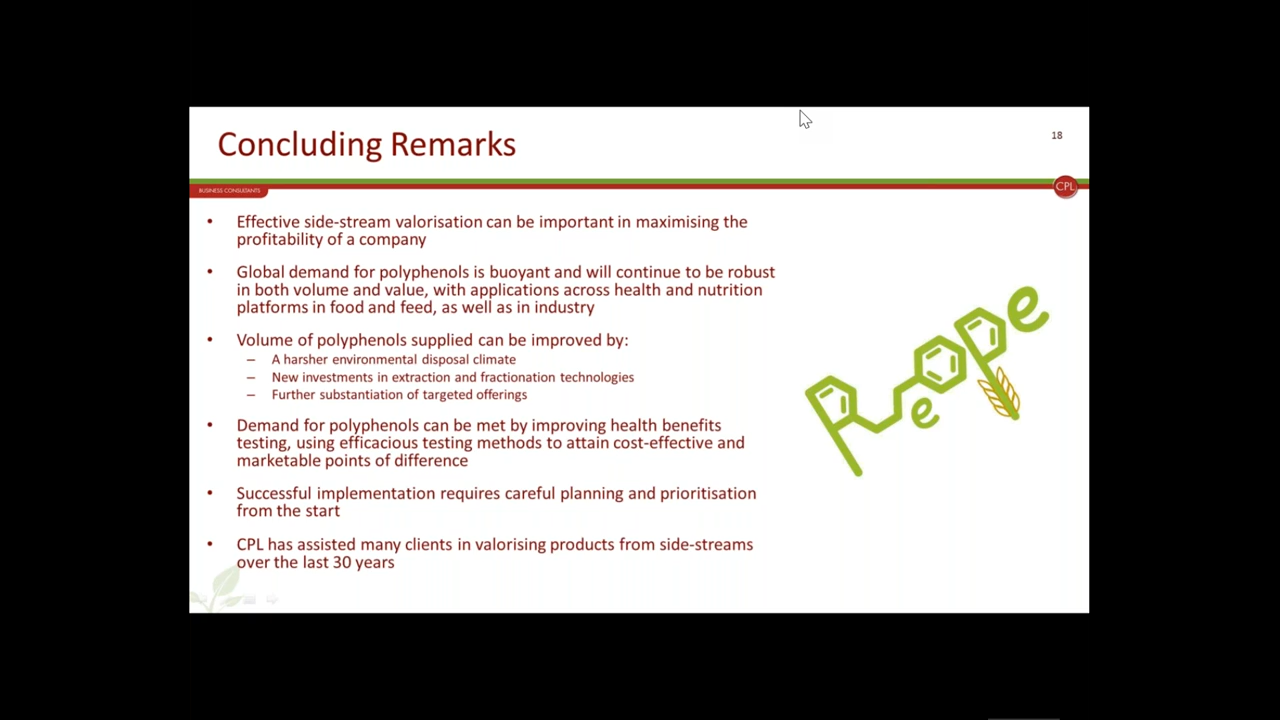 Concluding Remarks
18
BUSINESS CONSULTANTS
CPL
• Effective side-stream valorisation can be important in maximising the
profitability of a company
• Global demand for polyphenols is buoyant and will continue to be robust
in both volume and value, with applications across health and nutrition
platforms in food and feed, as well as in industry
• Volume of polyphenols supplied can be improved by:
– A harsher environmental disposal climate
– New investments in extraction and fractionation technologies
– Further substantiation of targeted offerings
• Demand for polyphenols can be met by improving health benefits
testing, using efficacious testing methods to attain cost-effective and
marketable points of difference
• Successful implementation requires careful planning and prioritisation
from the start
• CPL has assisted many clients in valorising products from side-streams
over the last 30 years
RePoPe